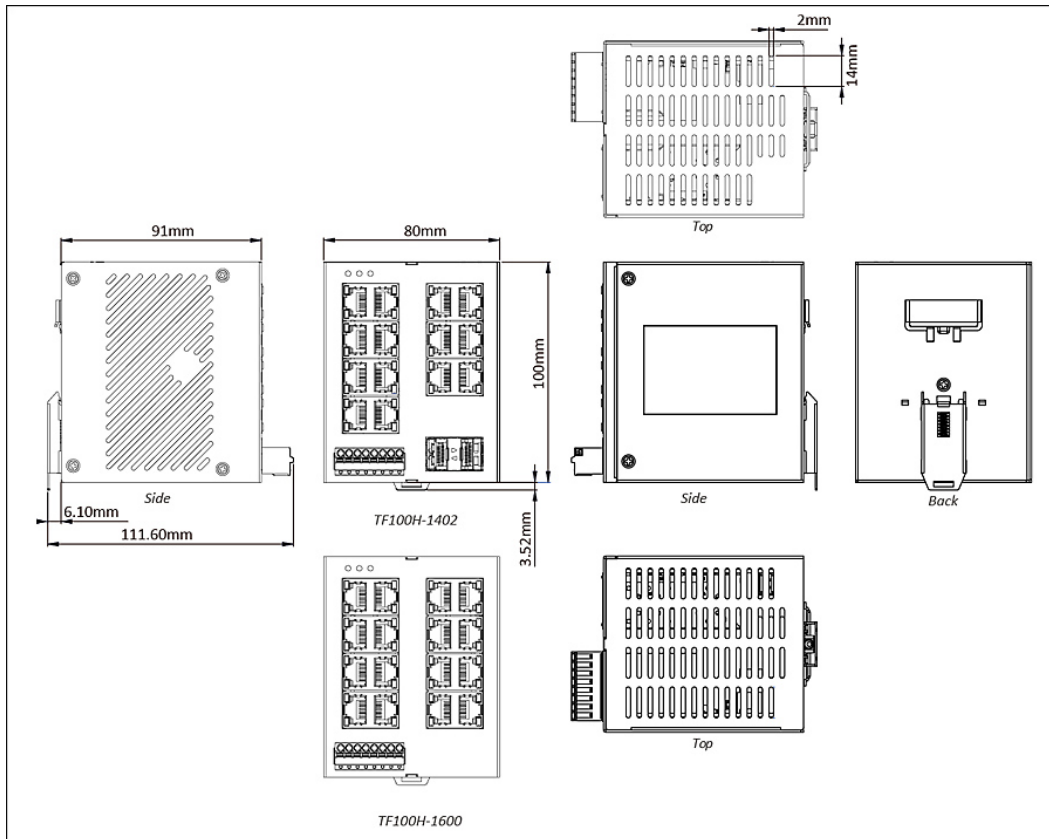 2mm
14mm
Top
91mm
80mm
100mm
Side
TF100H-1402
Side
Back
6.10mm
111.60mm
3.52mm
Top
TF100H-1600